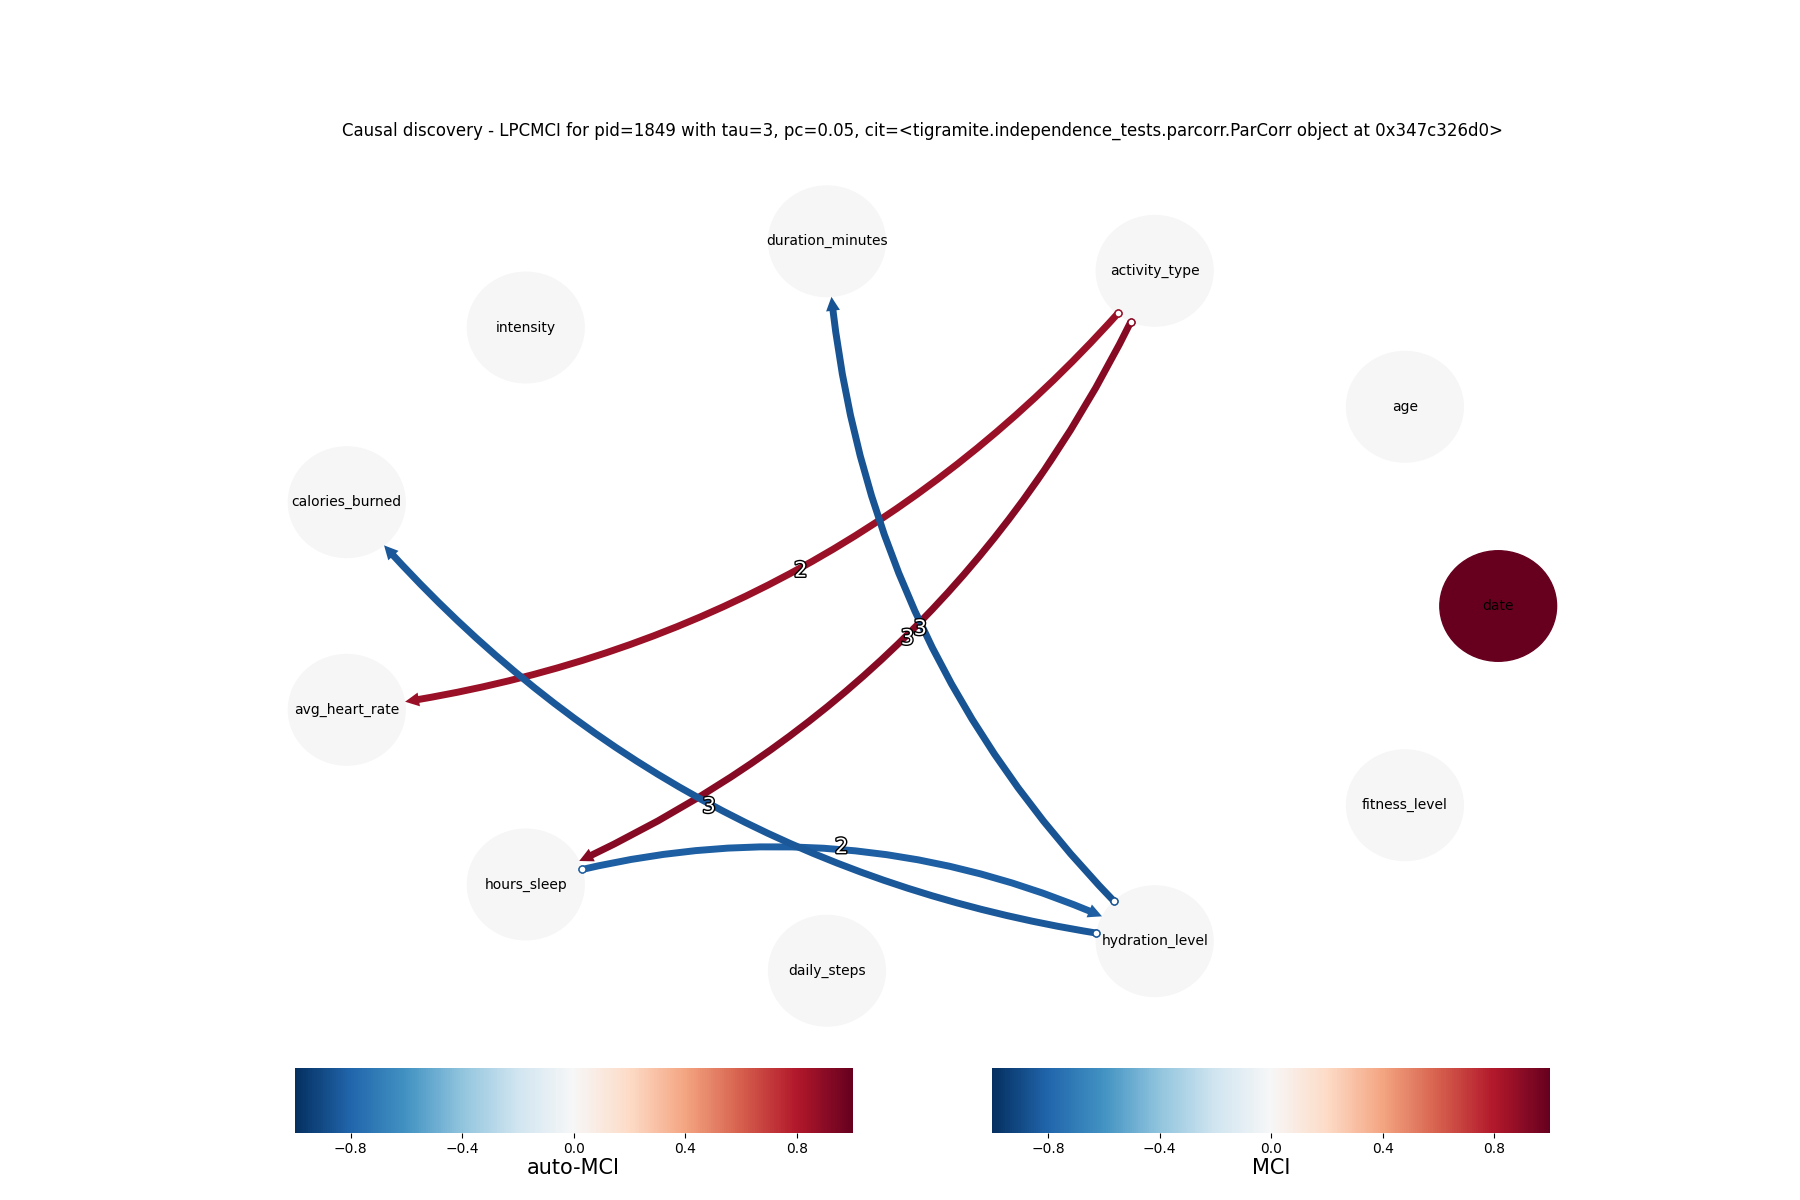 Causal discovery - LPCMCI for pid=1849 with tau=3, pc=0.05, cit=<tigramite.independence_tests.parcorr.ParCorr object at 0x347c326d0>
duration_minutes
activity_type
intensity
age
calories_burned
2
date
3
3
avg_heart_rate
3
fitness_level
2
hours_sleep
hydration_level
daily_steps
−0.8 −0.4 0.0 0.4 0.8
auto-MCI
−0.8 −0.4 0.0 0.4 0.8
MCI